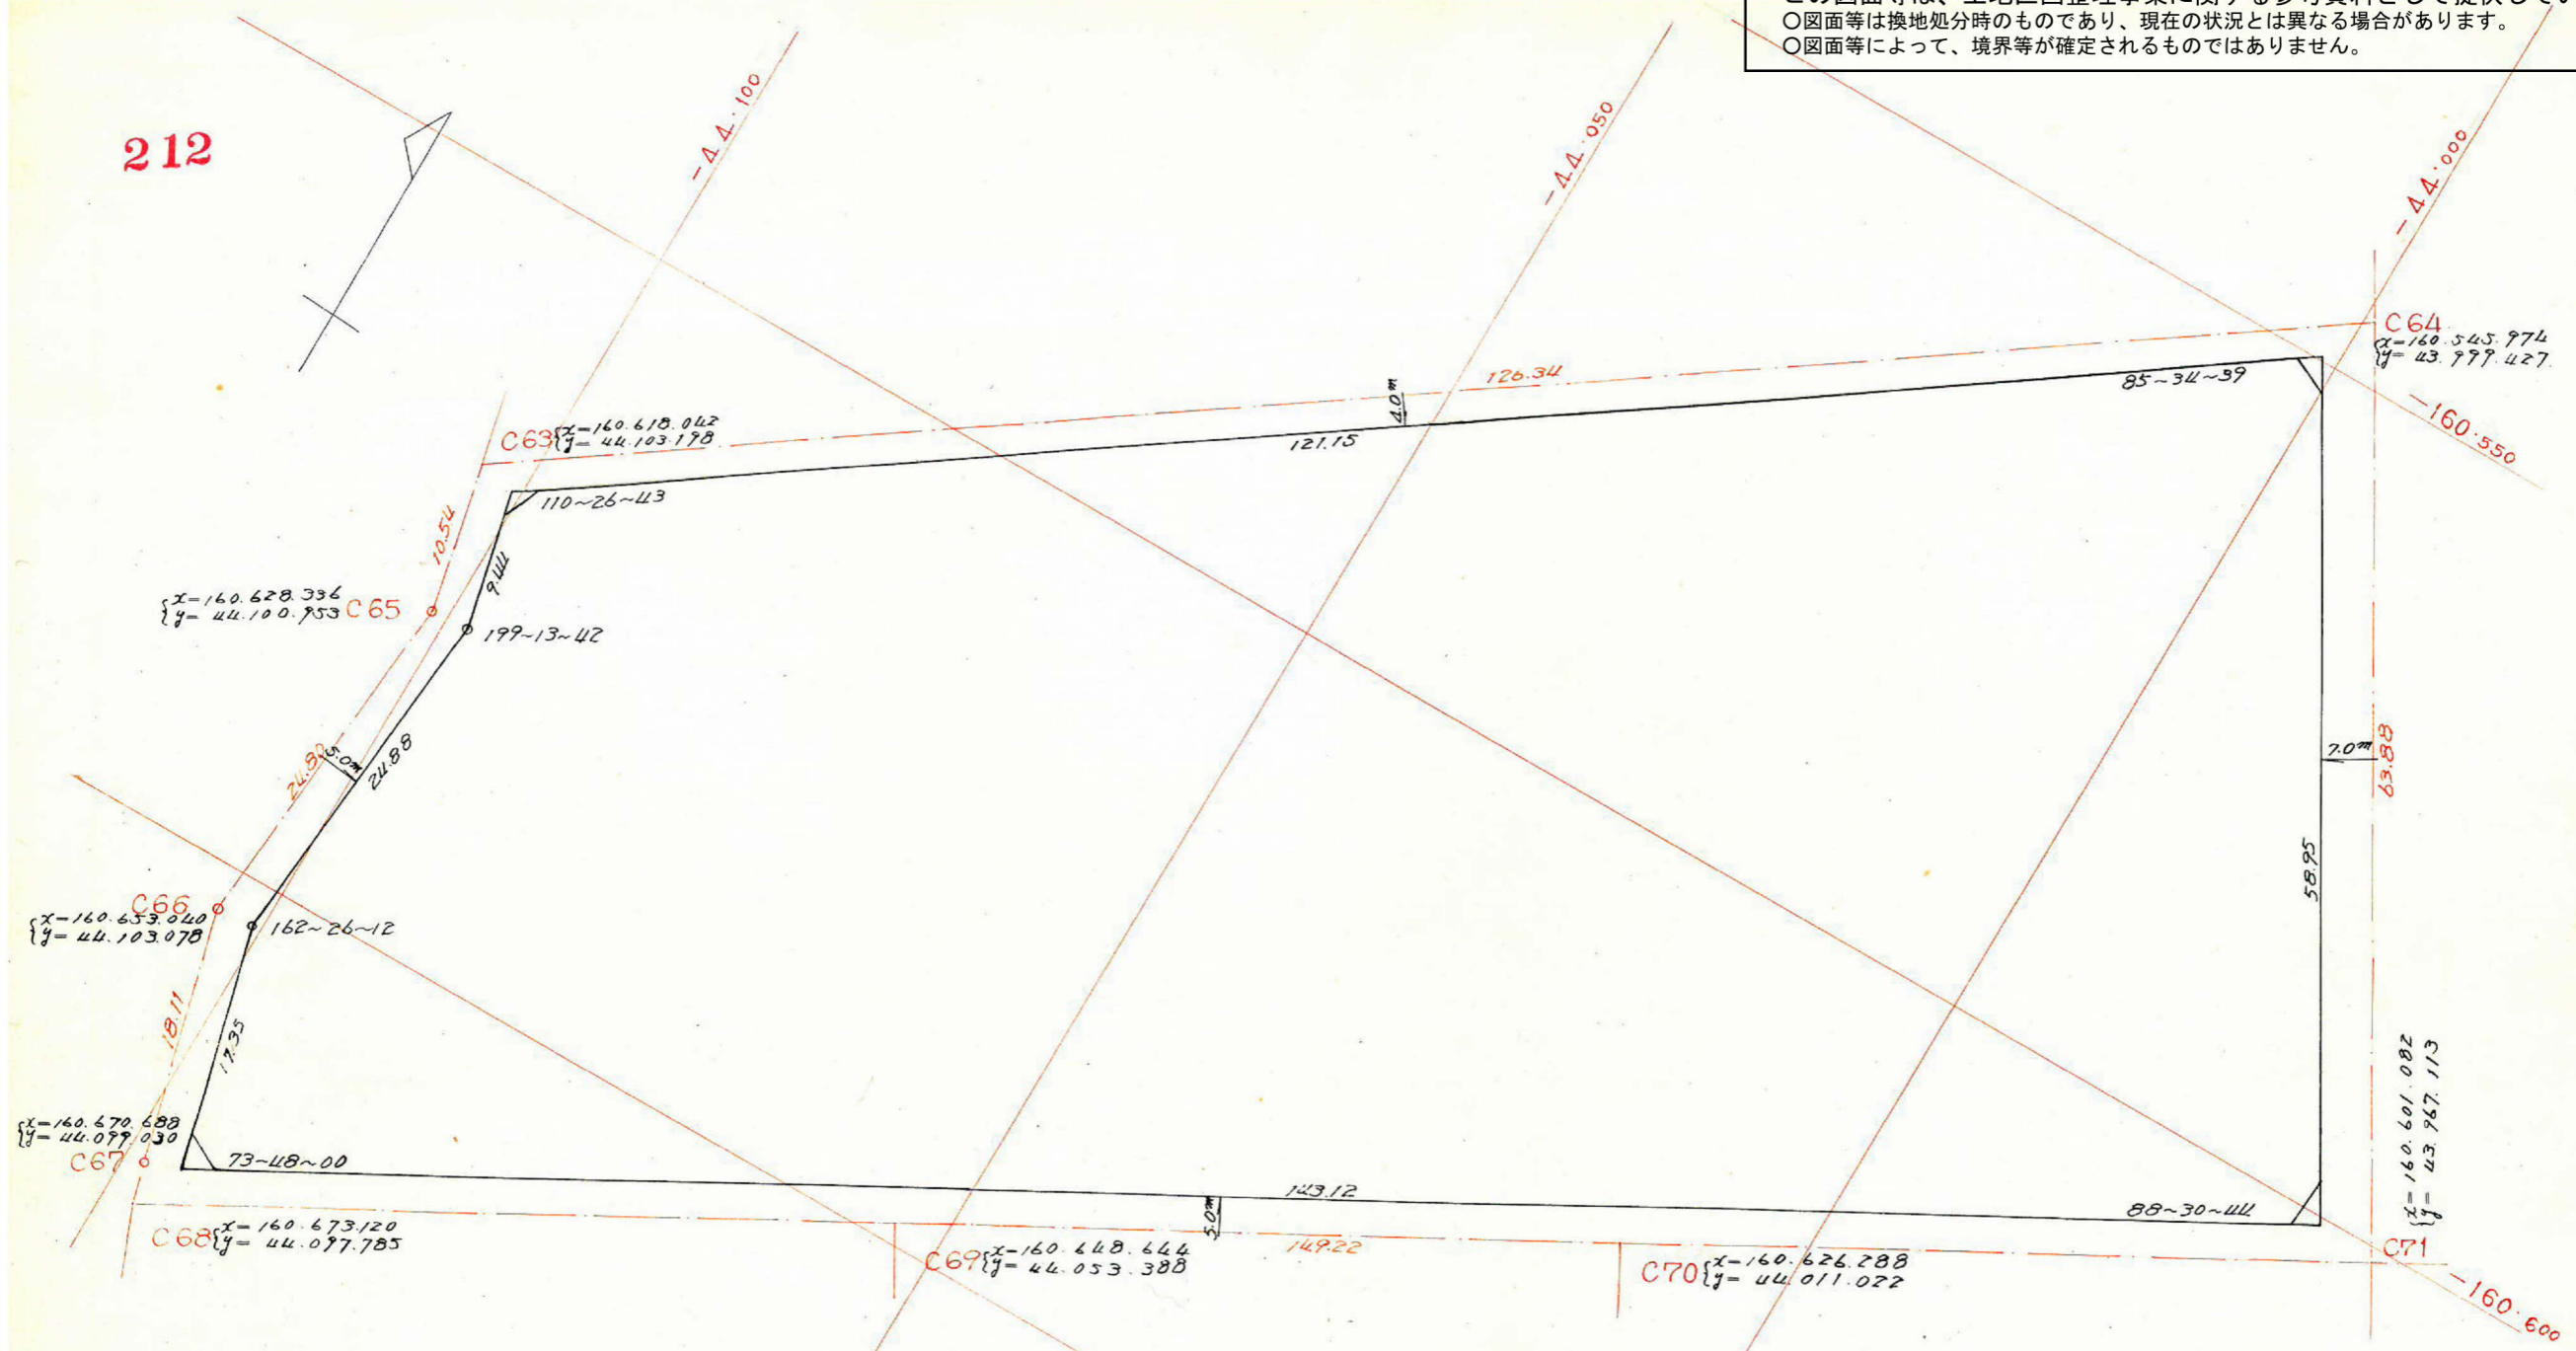 ○図面等は換地処分時のものであり、現在の状況とは異なる場合があります。
○図面等によって、境界等が確定されるものではありません。
212
-44.100
-44.050
-44.000
C64
x=160.545.974
y= 43.999.427
-160.550
126.34
4.0m
85~34~39
121.15
C63
x=160.618.042
y= 44.103.198
110~26~43
10.54
9.44
x=160.628.336
y= 44.100.953
C65
199~13~42
5.0m
24.88
7.0m
63.88
58.95
C66
x=160.653.040
y= 44.103.078
162~26~12
18.11
17.35
x=160.670.688
y= 44.099.030
C67
73~48~00
143.12
88~30~44
5.0m
149.22
C68
x=160.673.120
y= 44.097.785
C69
x=160.648.644
y= 44.053.388
C70
x=160.626.288
y= 44.011.022
x=160.601.082
y= 43.967.113
C71
-160.600